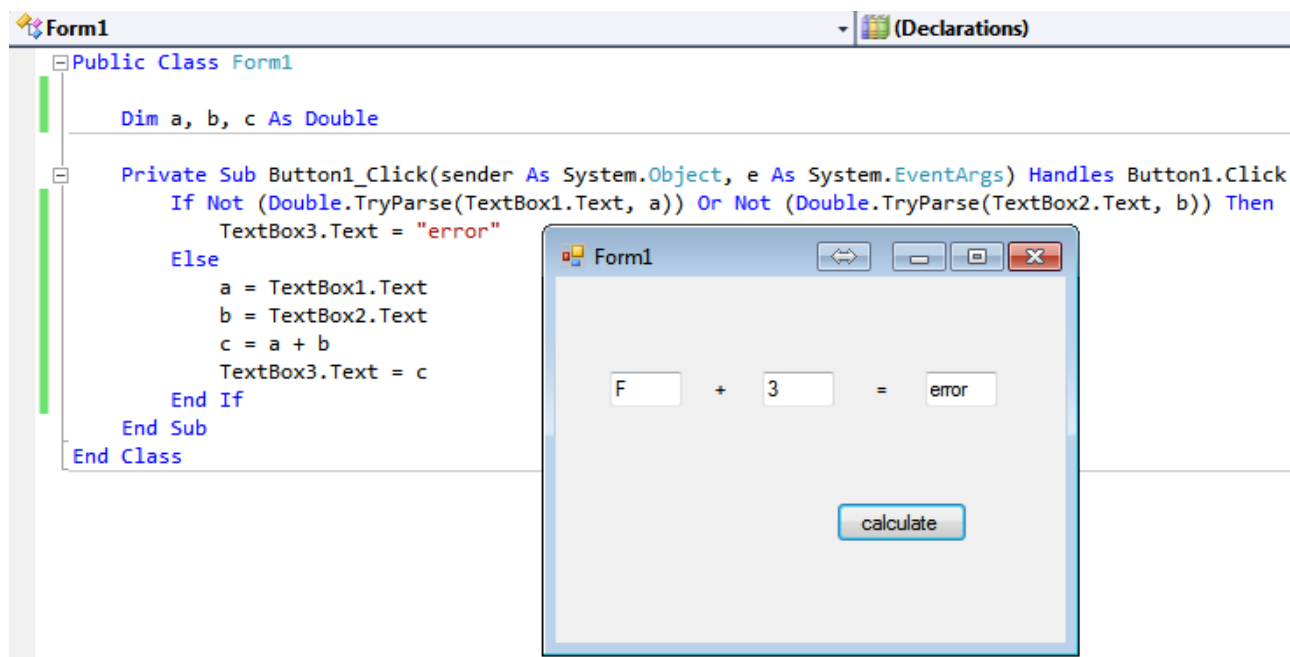 Form1 (Declarations)
Public Class Form1
Dim a, b, c As Double
Private Sub Button1_Click(sender As System.Object, e As System.EventArgs) Handles Button1.Click
If Not (Double.TryParse(TextBox1.Text, a)) Or Not (Double.TryParse(TextBox2.Text, b)) Then
TextBox3.Text = "error"
Else
a = TextBox1.Text
b = TextBox2.Text
c = a + b
TextBox3.Text = c
End If
End Sub
End Class
Form1
F + 3 = error
calculate